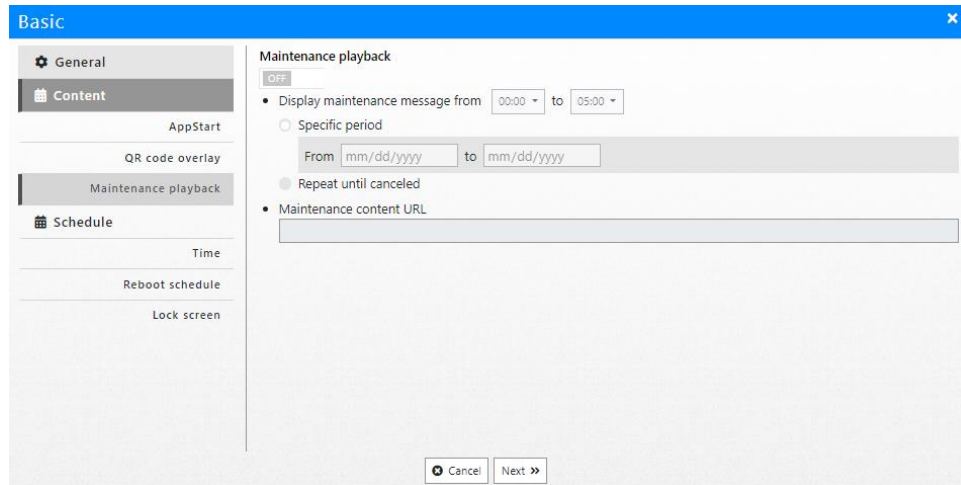 Basic
General
Content
AppStart
QR code overlay
Maintenance playback
Schedule
Time
Reboot schedule
Lock screen
Maintenance playback
OFF
Display maintenance message from 00:00 to 05:00
Specific period
From mm/dd/yyyy to mm/dd/yyyy
Repeat until canceled
Maintenance content URL
Cancel Next